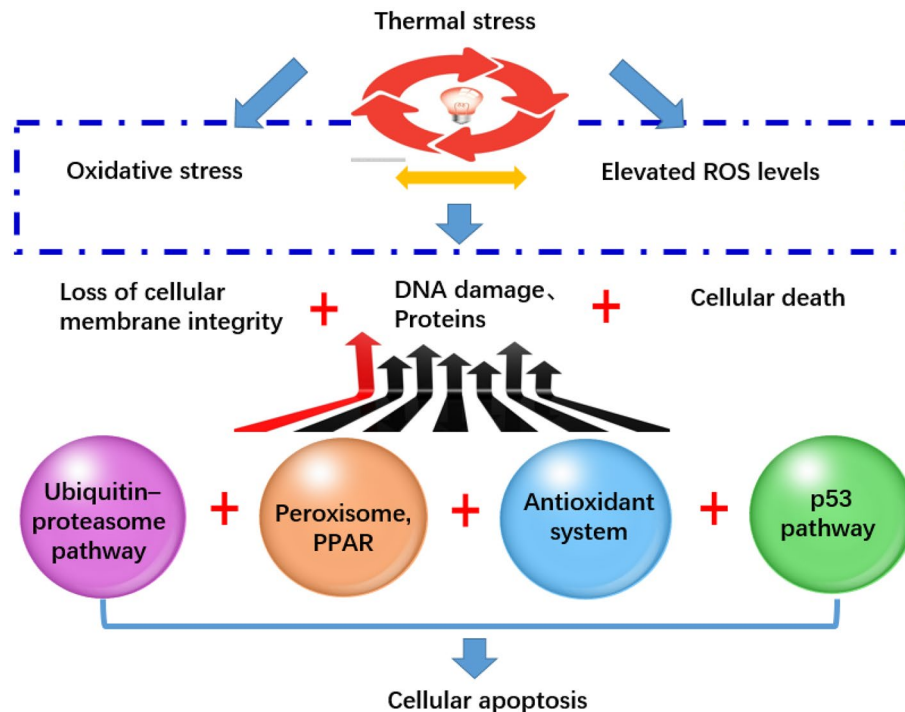 Thermal stress
Oxidative stress
Elevated ROS levels
Loss of cellular
membrane integrity
+
DNA damage、
Proteins
+
Cellular death
Ubiquitin–
proteasome
pathway
+
Peroxisome,
PPAR
+
Antioxidant
system
+
p53
pathway
Cellular apoptosis